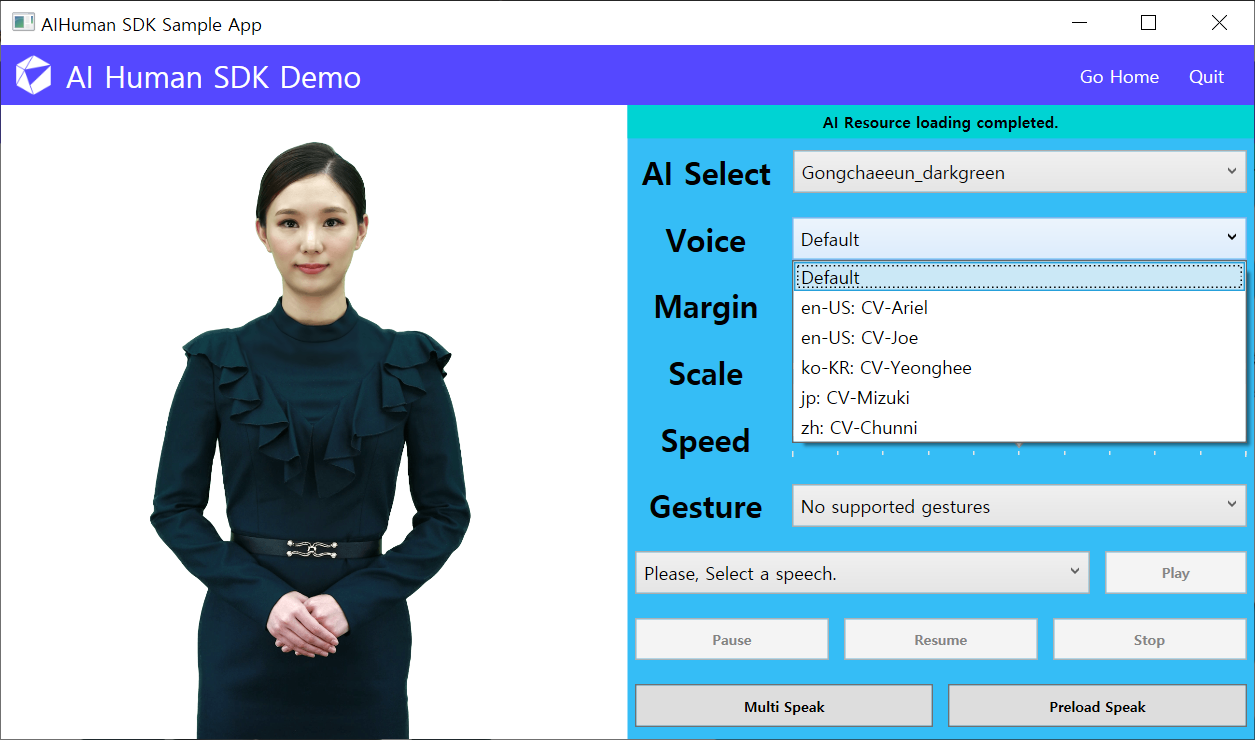 AIHuman SDK Sample App
AI Human SDK Demo
Go Home
Quit
AI Resource loading completed.
AI Select
Gongchaeeun_darkgreen
Voice
Default
Default
en-US: CV-Ariel
en-US: CV-Joe
ko-KR: CV-Yeonghee
jp: CV-Mizuki
zh: CV-Chunni
Margin
Scale
Speed
Gesture
No supported gestures
Please, Select a speech.
Play
Pause
Resume
Stop
Multi Speak
Preload Speak